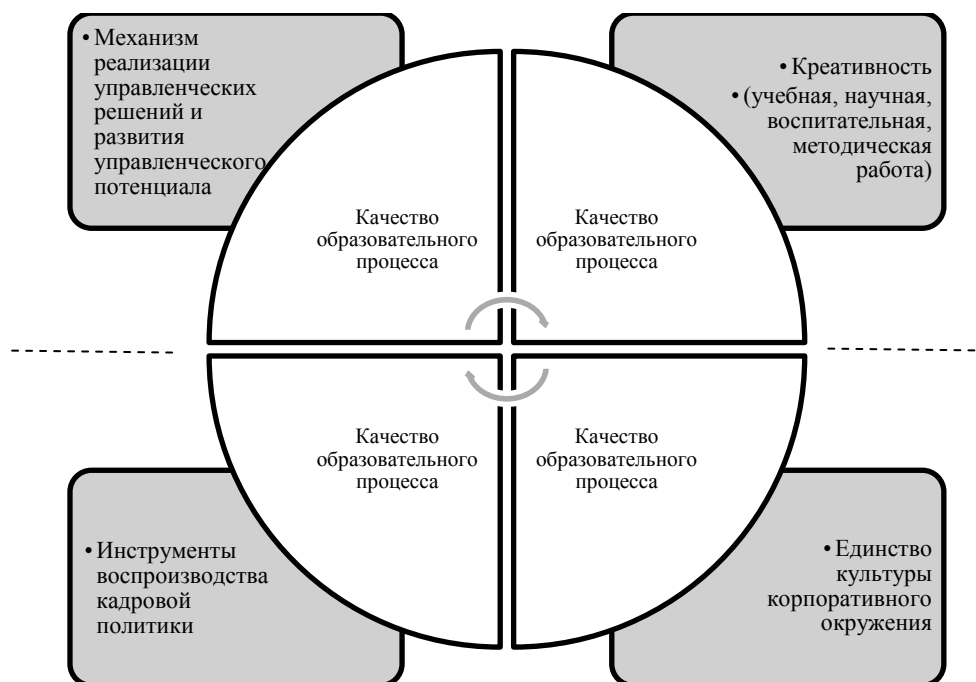 • Механизм
реализации
управленческих
решений и
развития
управленческого
потенциала
• Креативность
• (учебная, научная,
воспитательная,
методическая
работа)
Качество
образовательного
процесса
Качество
образовательного
процесса
Качество
образовательного
процесса
Качество
образовательного
процесса
• Инструменты
воспроизводства
кадровой
политики
• Единство
культуры
корпоративного
окружения